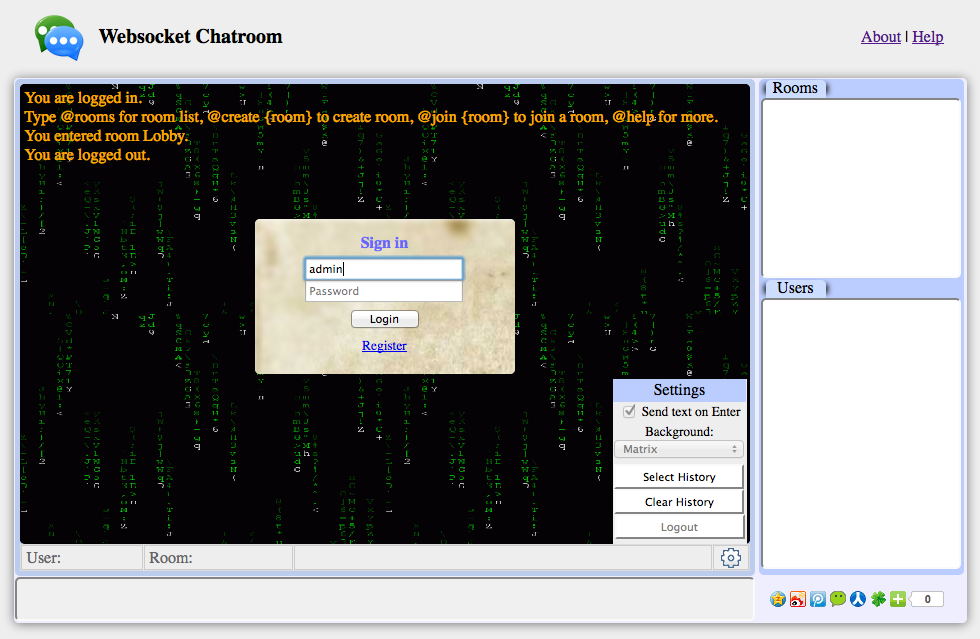 Websocket Chatroom
About | Help
You are logged in.
Type @rooms for room list, @create {room} to create room, @join {room} to join a room, @help for more.
You entered room Lobby.
You are logged out.
Sign in
admin
Password
Login
Register
Settings
Send text on Enter
Background:
Matrix
Select History
Clear History
Logout
User:
Room:
Rooms
Users
0